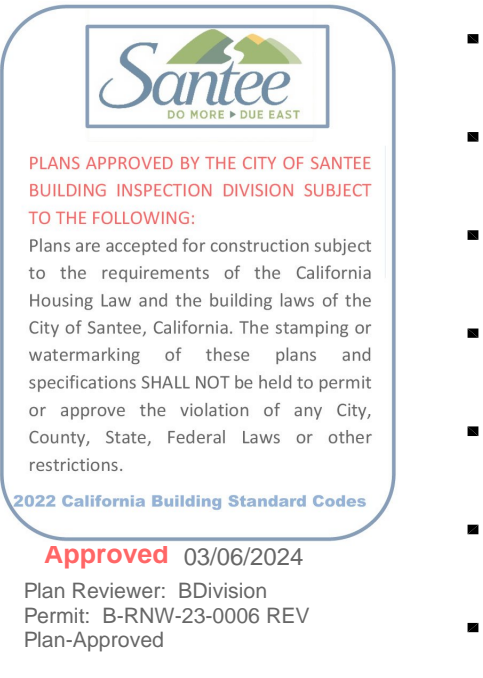 Santee
DO MORE ▶ DUE EAST
PLANS APPROVED BY THE CITY OF SANTEE
BUILDING INSPECTION DIVISION SUBJECT
TO THE FOLLOWING:
Plans are accepted for construction subject
to the requirements of the California
Housing Law and the building laws of the
City of Santee, California. The stamping or
watermarking of these plans and
specifications SHALL NOT be held to permit
or approve the violation of any City,
County, State, Federal Laws or other
restrictions.
2022 California Building Standard Codes
Approved 03/06/2024
Plan Reviewer: BDivision
Permit: B-RNW-23-0006 REV
Plan-Approved